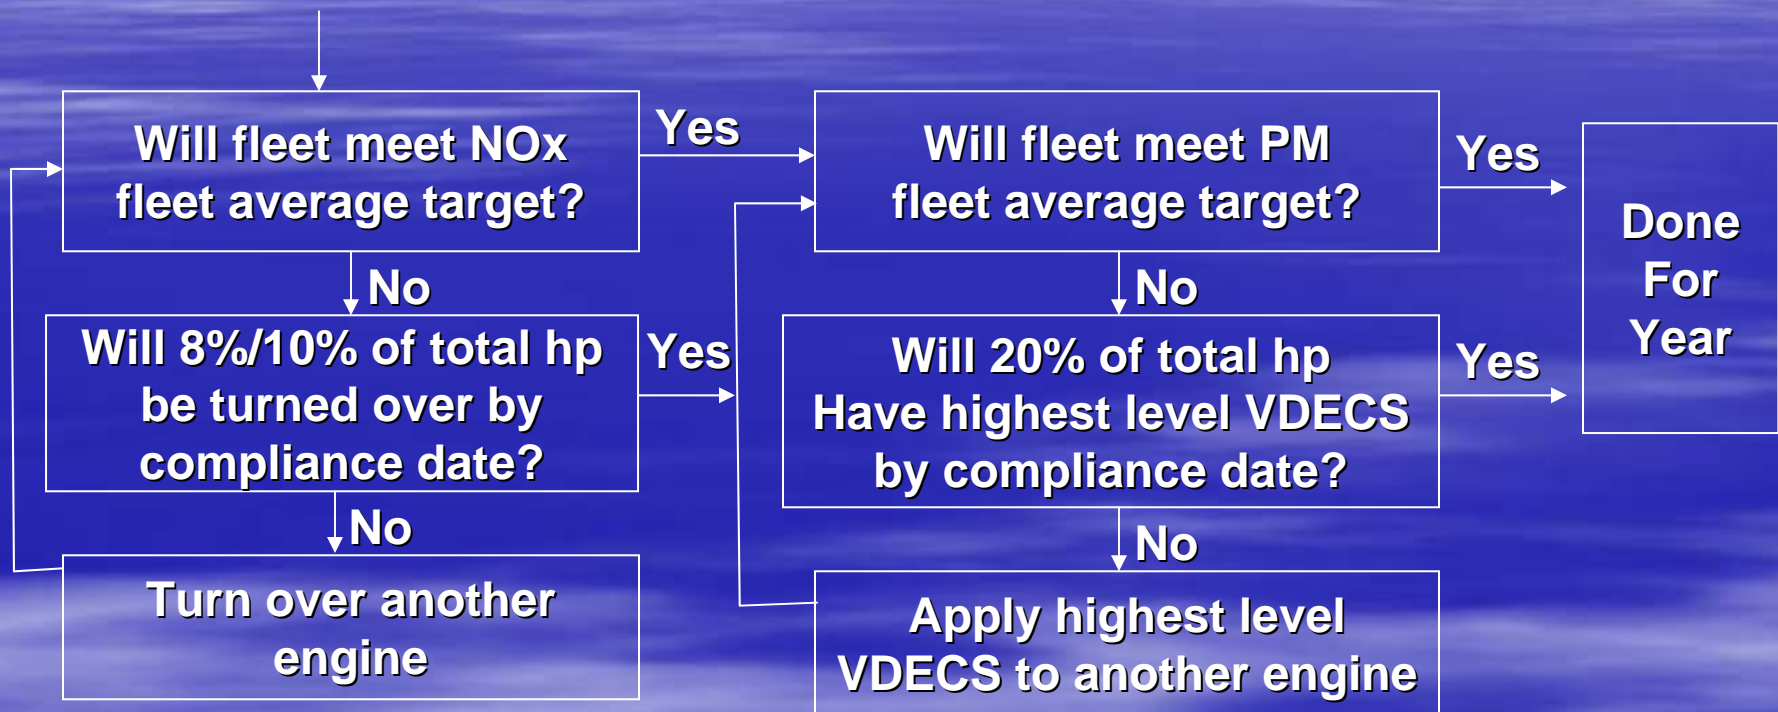 Will fleet meet NOx
fleet average target?
Yes
Will fleet meet PM
fleet average target?
Yes
Done
For
Year
No
No
Will 8%/10% of total hp
be turned over by
compliance date?
Yes
Will 20% of total hp
Have highest level VDECS
by compliance date?
Yes
No
No
Turn over another
engine
Apply highest level
VDECS to another engine